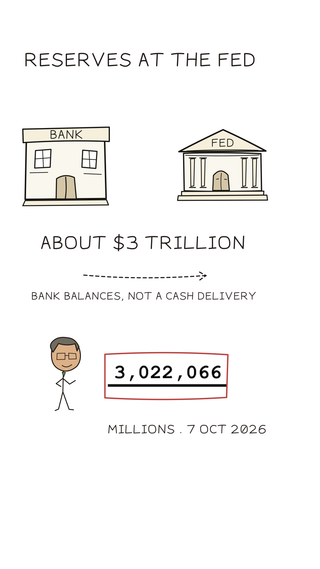 RESERVES AT THE FED
BANK
FED
ABOUT $3 TRILLION
BANK BALANCES, NOT A CASH DELIVERY
3,022,066
MILLIONS . 7 OCT 2026